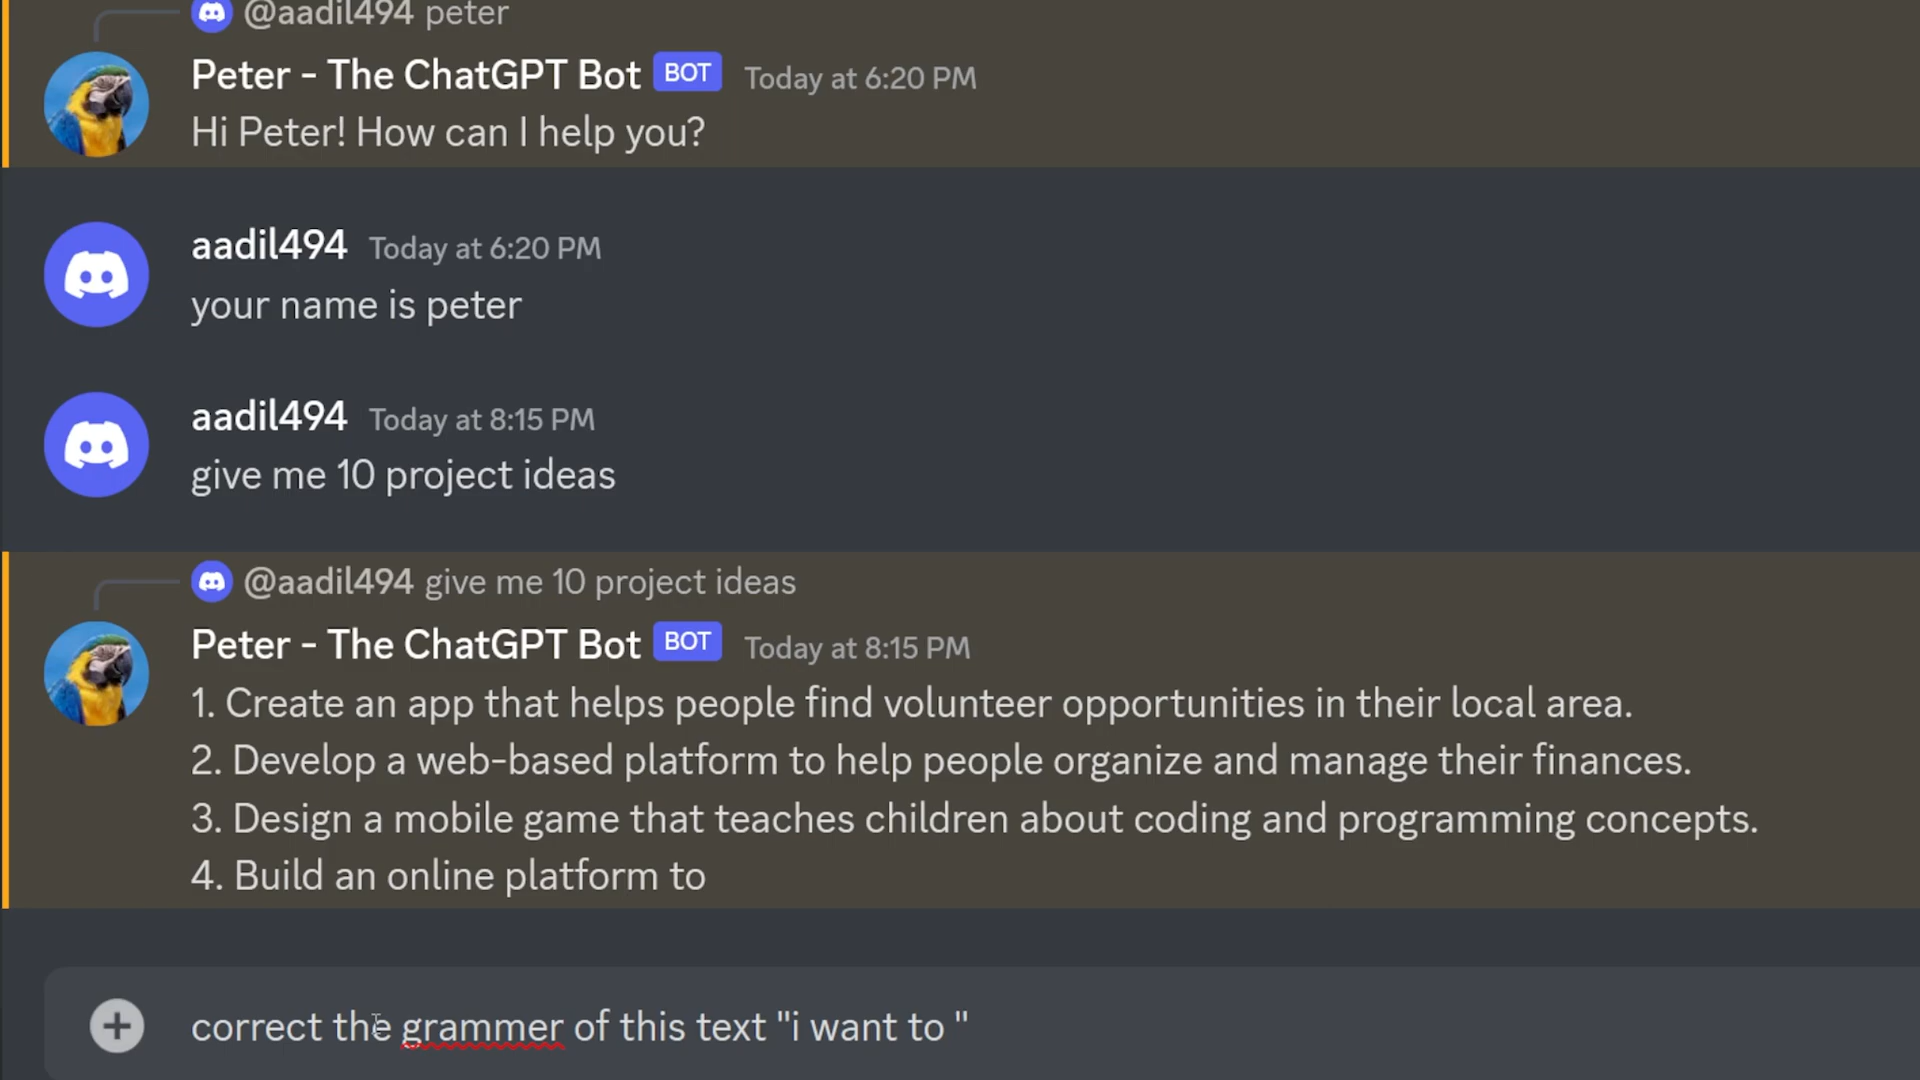 @aadil494 peter
Peter - The ChatGPT Bot BOT Today at 6:20 PM
Hi Peter! How can I help you?
aadil494 Today at 6:20 PM
your name is peter
aadil494 Today at 8:15 PM
give me 10 project ideas
@aadil494 give me 10 project ideas
Peter - The ChatGPT Bot BOT Today at 8:15 PM
1. Create an app that helps people find volunteer opportunities in their local area.
2. Develop a web-based platform to help people organize and manage their finances.
3. Design a mobile game that teaches children about coding and programming concepts.
4. Build an online platform to
correct the grammer of this text "i want to "